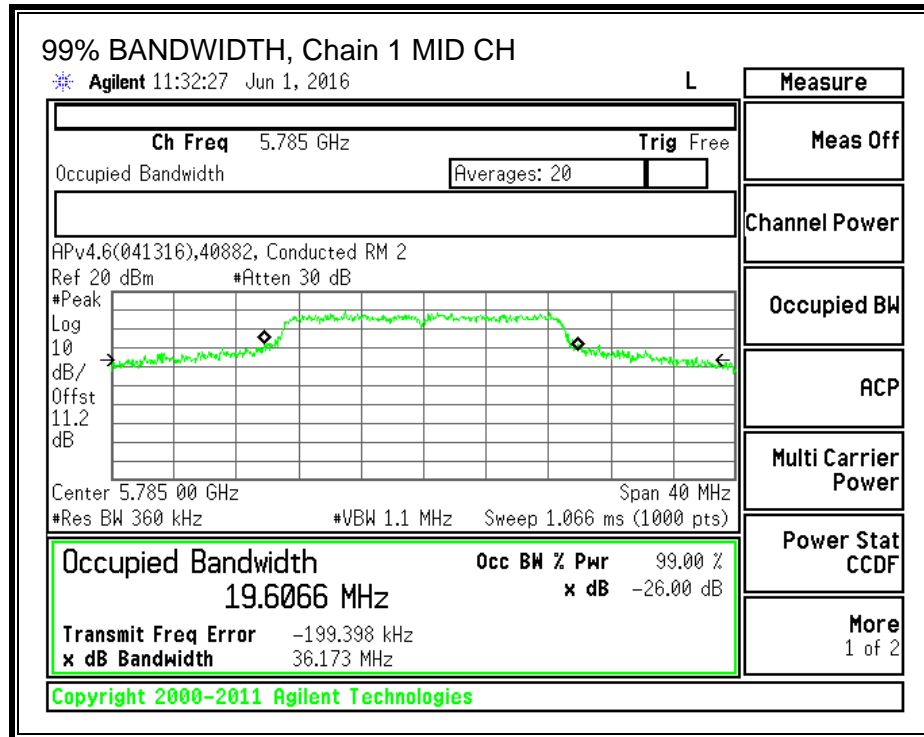 99% BANDWIDTH, Chain 1 MID CH
Agilent 11:32:27 Jun 1, 2016 L
Measure
Ch Freq 5.785 GHz Trig Free
Meas Off
Occupied Bandwidth Averages: 20
Channel Power
APv4.6(041316),40882, Conducted RM 2
Ref 20 dBm #Atten 30 dB
#Peak
Log
10
dB/
Offst
11.2
dB
Occupied BW
ACP
Multi Carrier
Power
Center 5.785 00 GHz Span 40 MHz
#Res BW 360 kHz #VBW 1.1 MHz Sweep 1.066 ms (1000 pts)
Power Stat
CCDF
Occupied Bandwidth Occ BW % Pwr 99.00 %
19.6066 MHz x dB -26.00 dB
Transmit Freq Error -199.398 kHz
x dB Bandwidth 36.173 MHz
More
1 of 2
Copyright 2000-2011 Agilent Technologies